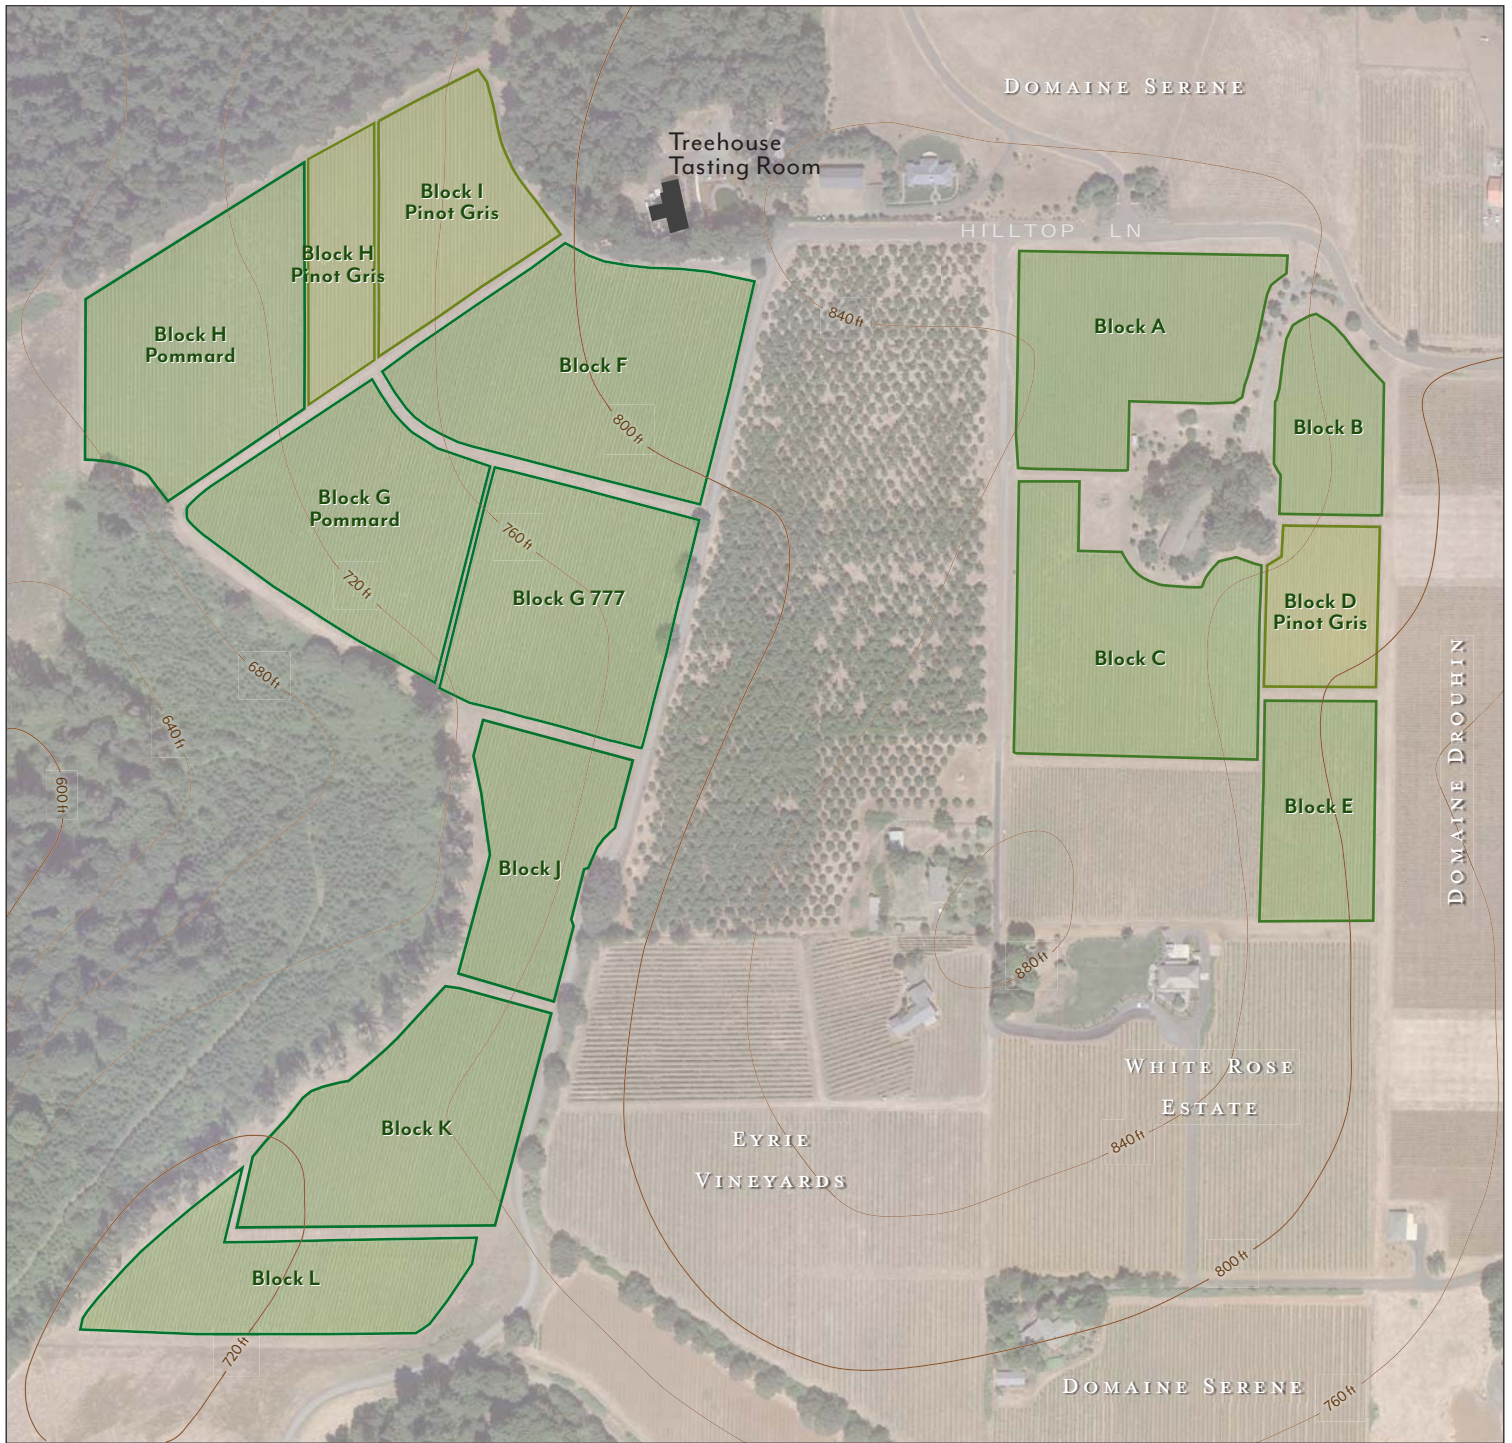 DOMAINE SERENE
Treehouse
Tasting Room
HILLTOP LN
Block I
Pinot Gris
Block H
Pinot Gris
Block H
Pommard
Block F
840 ft
Block A
800 ft
Block B
Block G
Pommard
760 ft
720 ft
Block G 777
Block D
Pinot Gris
Block C
680 ft
640 ft
600 ft
DOMAINE DROUHIN
Block E
Block J
880 ft
WHITE ROSE
ESTATE
Block K
EYRIE
VINEYARDS
840 ft
800 ft
Block L
720 ft
DOMAINE SERENE
760 ft